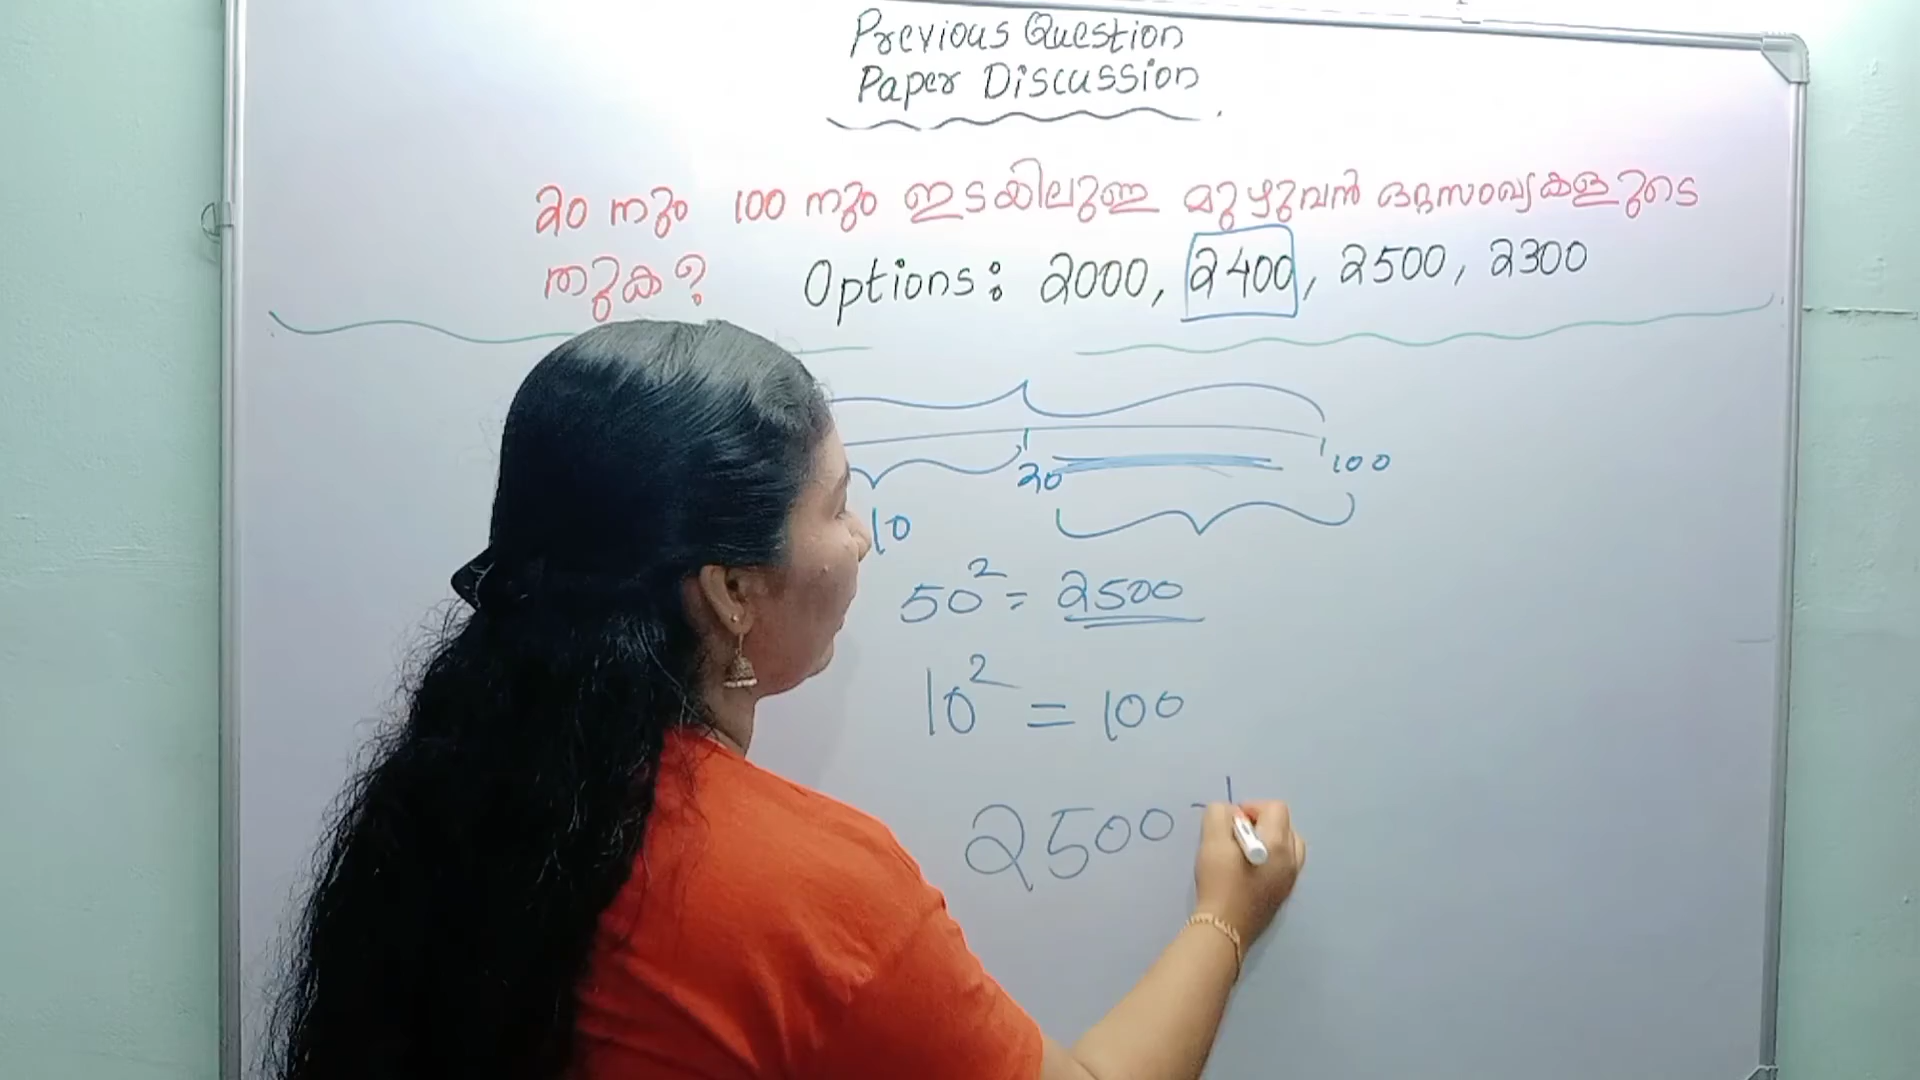 Previous Question
Paper Discussion
20 നും 100 നും ഇടയിലുള്ള മുഴുവൻ ഒറ്റസംഖ്യകളുടെ
തുക?
Options: 2000, 2400, 2500, 2300
20
100
10
50² = 2500
10² = 100
2500 - 1